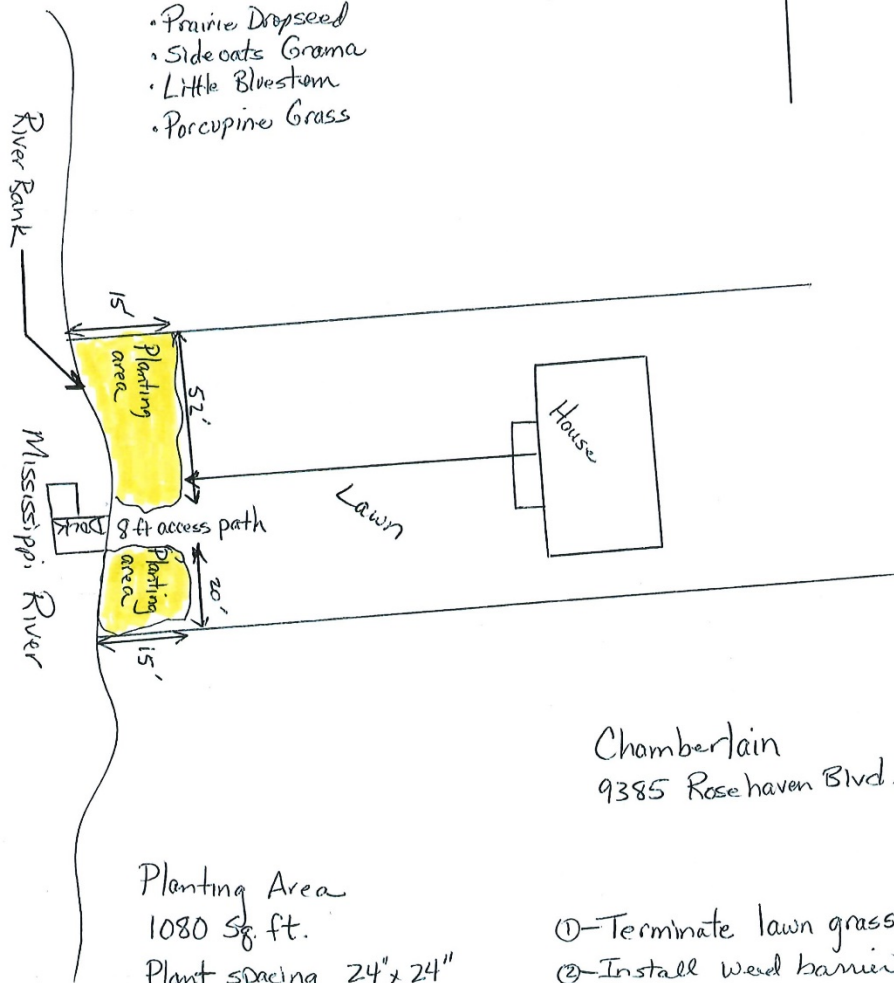 • Prairie Dropseed
• Sideoats Grama
• Little Bluestem
• Porcupine Grass
River Bank
15'
Planting
area
52'
House
Lawn
Mississippi River
Dock
8 ft access path
Planting
area
20'
15'
Chamberlain
9385 Rosehaven Blvd.
Planting Area
1080 Sq. ft.
Plant spacing 24"x 24"
①-Terminate lawn grass
②-Install weed barrier